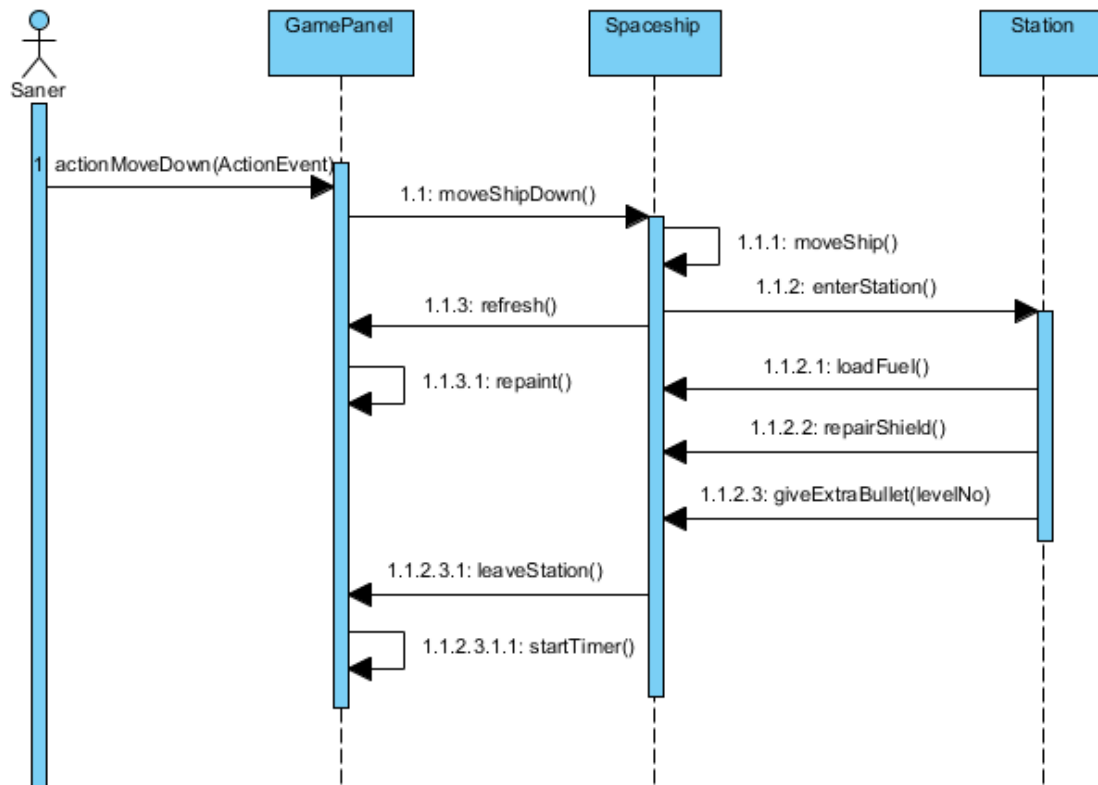 GamePanel
Spaceship
Station
Saner
1 actionMoveDown(ActionEvent)
1.1: moveShipDown()
1.1.1: moveShip()
1.1.2: enterStation()
1.1.3: refresh()
1.1.2.1: loadFuel()
1.1.3.1: repaint()
1.1.2.2: repairShield()
1.1.2.3: giveExtraBullet(levelNo)
1.1.2.3.1: leaveStation()
1.1.2.3.1.1: startTimer()